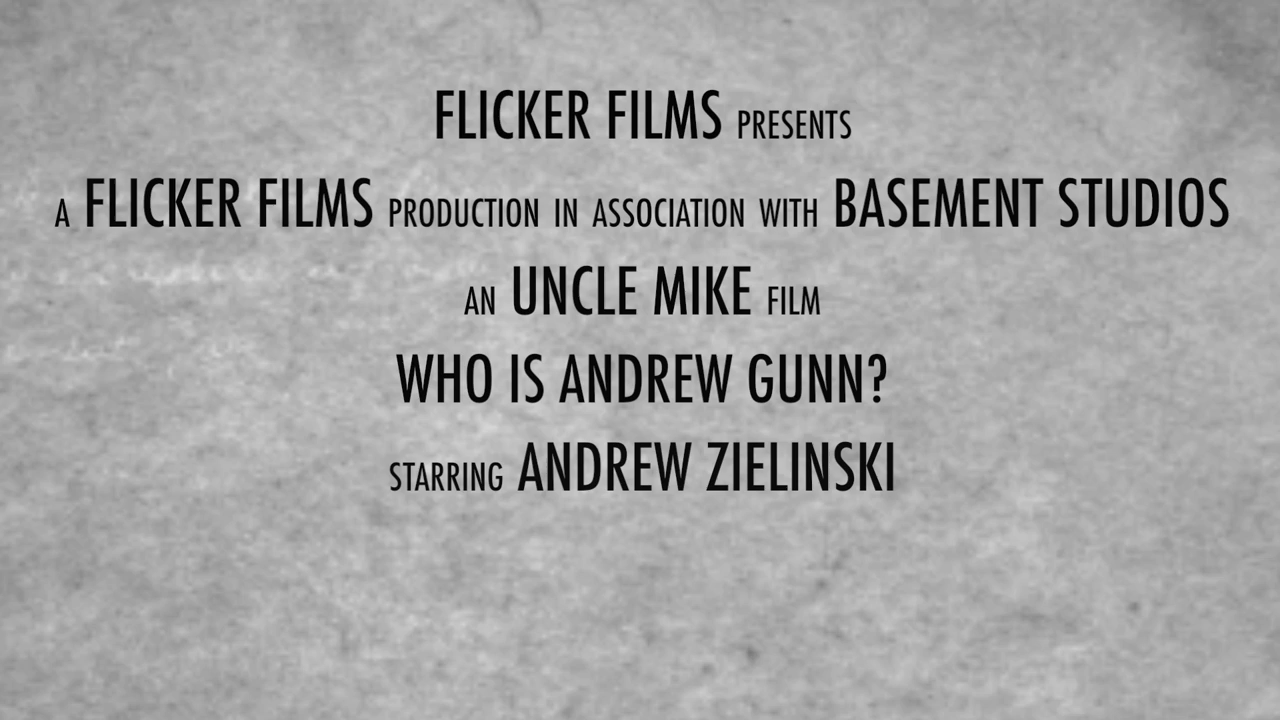 FLICKER FILMS PRESENTS
A FLICKER FILMS PRODUCTION IN ASSOCIATION WITH BASEMENT STUDIOS
AN UNCLE MIKE FILM
WHO IS ANDREW GUNN?
STARRING ANDREW ZIELINSKI